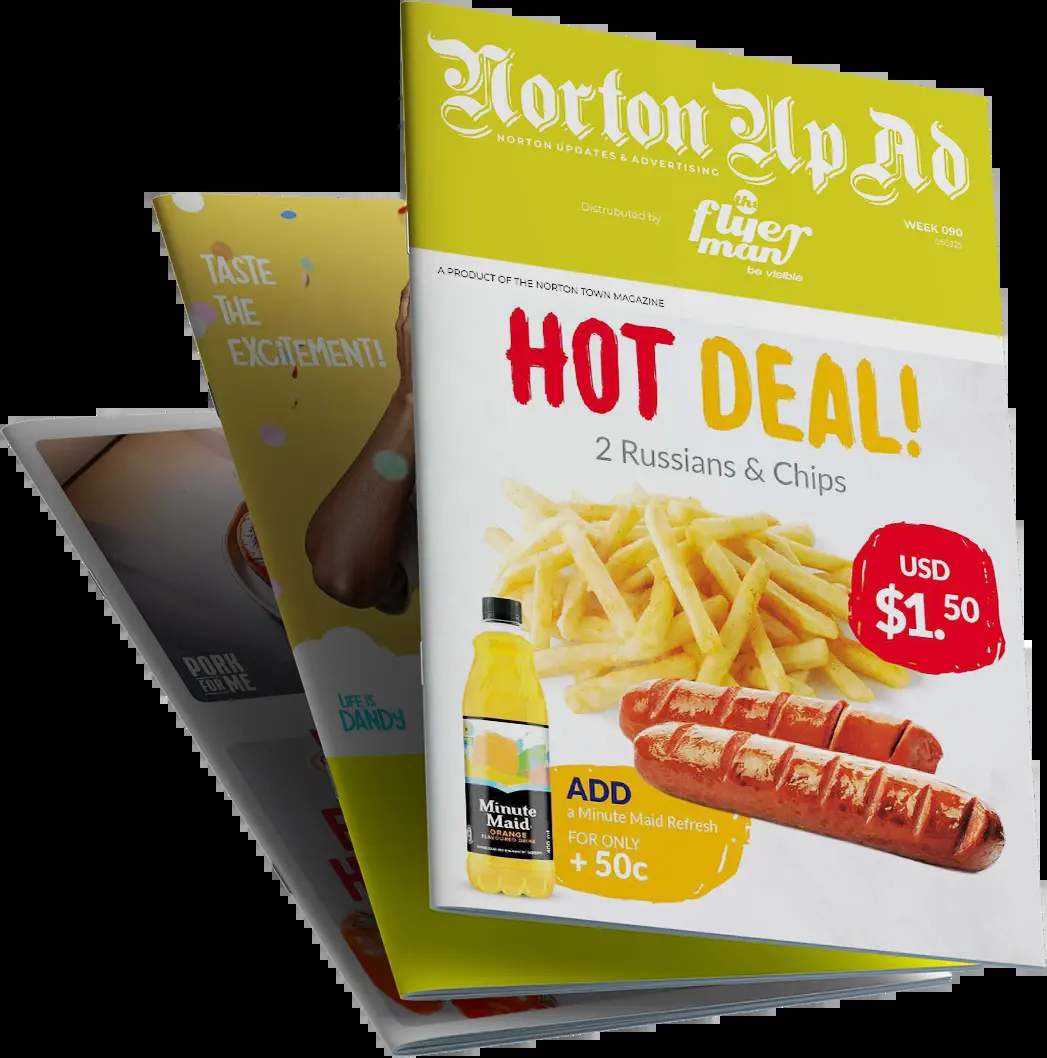 Norton Up Ad
NORTON UPDATES & ADVERTISING
Distrubuted by
the
flyer
man
be visible
WEEK 090
A PRODUCT OF THE NORTON TOWN MAGAZINE
HOT DEAL!
2 Russians & Chips
USD
$1.50
Minute
Maid
ORANGE
FLAVOURED DRINK
ADD
a Minute Maid Refresh
FOR ONLY
+ 50c
TASTE
THE
EXCITEMENT!
LIFE IS
DANDY
PORK
FOR ME